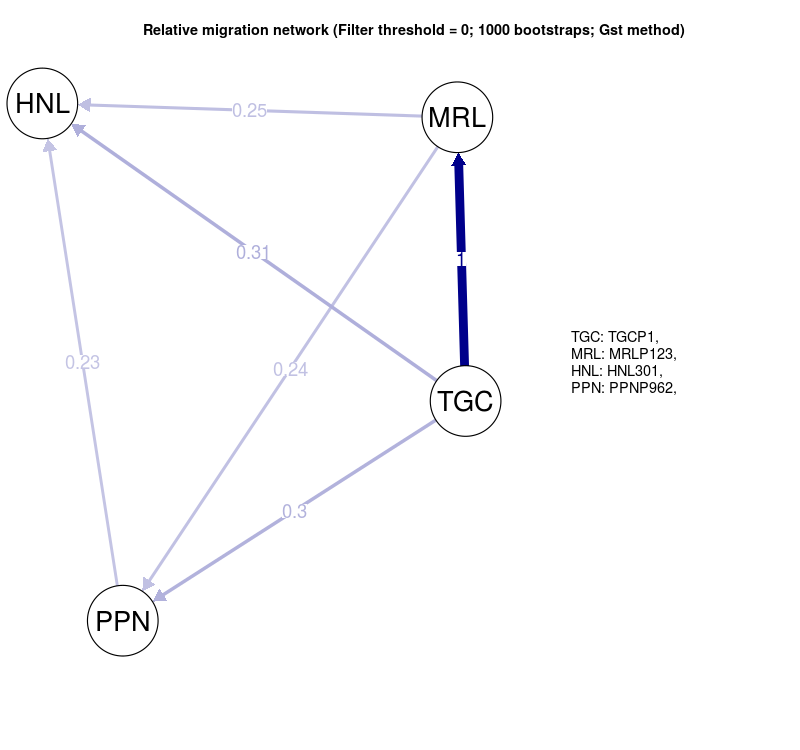 Relative migration network (Filter threshold = 0; 1000 bootstraps; Gst method)
HNL
MRL
0.25
0.31
1
0.23
0.24
TGC
TGC: TGCP1,
MRL: MRLP123,
HNL: HNL301,
PPN: PPNP962,
0.3
PPN